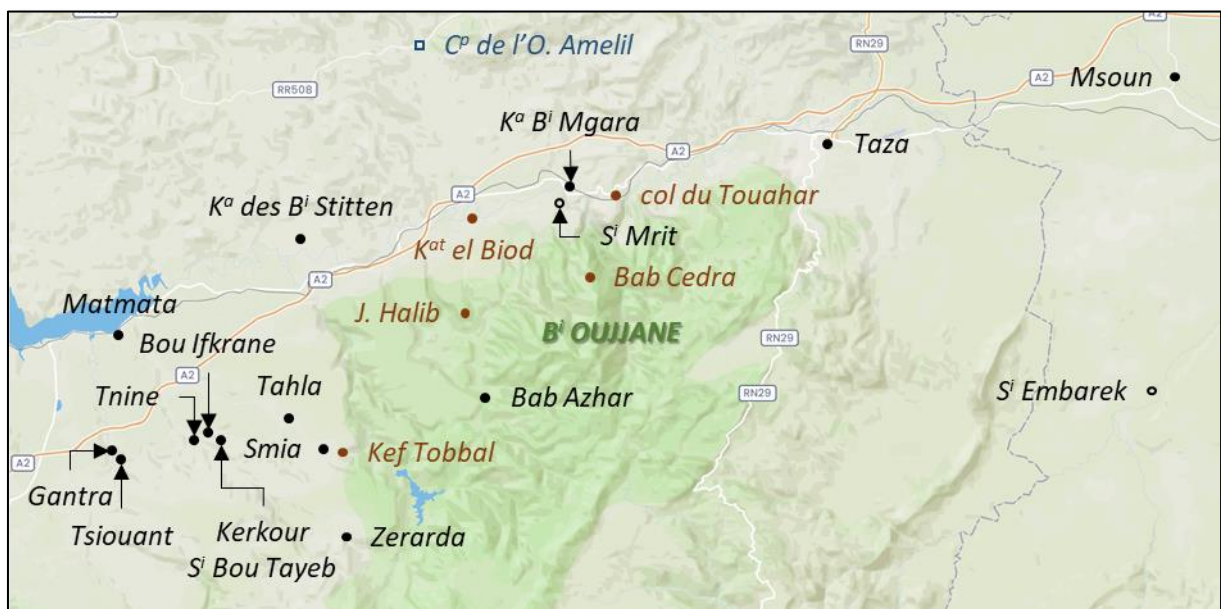 A2
RN29
Cᵖ de l’O. Amelil
Msoun
RR508
Kᵃ Bⁱ Mgara
A2
Taza
A2
col du Touahar
Kᵃ des Bⁱ Stitten
Kᵃᵗ el Biod
Sⁱ Mrit
A2
Bab Cedra
Matmata
J. Halib
Bⁱ OUJJANE
RN29
Bou Ifkrane
A2
Tnine
Tahla
Bab Azhar
RN29
Sⁱ Embarek
Smia
Kef Tobbal
A2
Gantra
Tsiouant
Kerkour
Sⁱ Bou Tayeb
Zerarda